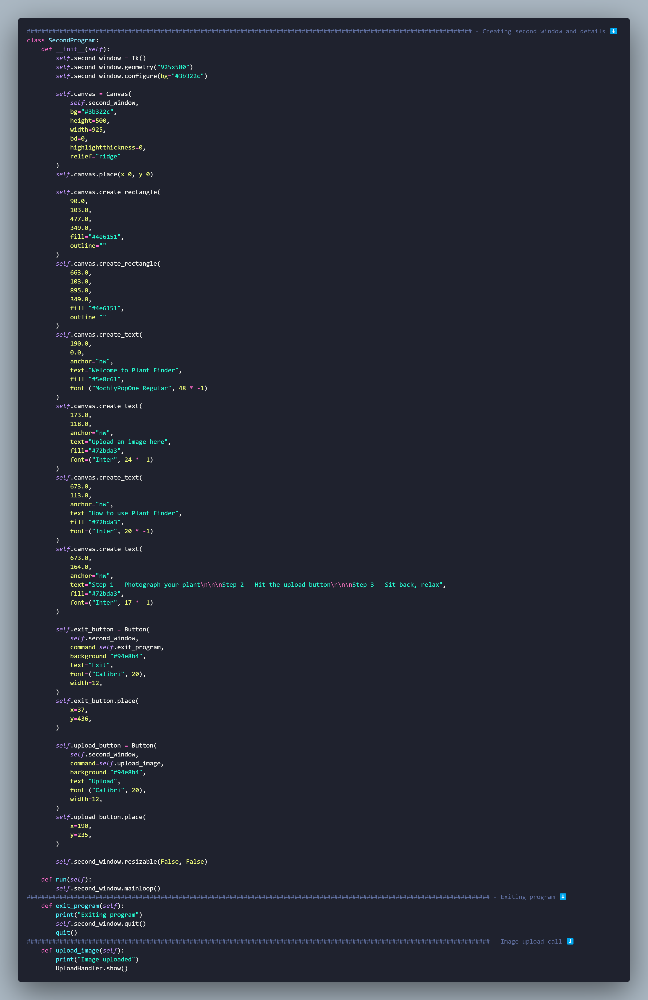 ########################################################################################################################### - Creating second window and details ⬇️
class SecondProgram:
    def __init__(self):
        self.second_window = Tk()
        self.second_window.geometry("925x500")
        self.second_window.configure(bg="#3b322c")

        self.canvas = Canvas(
            self.second_window,
            bg="#3b322c",
            height=500,
            width=925,
            bd=0,
            highlightthickness=0,
            relief="ridge"
        )
        self.canvas.place(x=0, y=0)

        self.canvas.create_rectangle(
            90.0,
            103.0,
            477.0,
            349.0,
            fill="#4e6151",
            outline=""
        )
        self.canvas.create_rectangle(
            663.0,
            103.0,
            895.0,
            349.0,
            fill="#4e6151",
            outline=""
        )
        self.canvas.create_text(
            190.0,
            0.0,
            anchor="nw",
            text="Welcome to Plant Finder",
            fill="#5e8c61",
            font=("MochiyPopOne Regular", 48 * -1)
        )
        self.canvas.create_text(
            173.0,
            118.0,
            anchor="nw",
            text="Upload an image here",
            fill="#72bda3",
            font=("Inter", 24 * -1)
        )
        self.canvas.create_text(
            673.0,
            113.0,
            anchor="nw",
            text="How to use Plant Finder",
            fill="#72bda3",
            font=("Inter", 20 * -1)
        )
        self.canvas.create_text(
            673.0,
            164.0,
            anchor="nw",
            text="Step 1 - Photograph your plant\n\n\nStep 2 - Hit the upload button\n\n\nStep 3 - Sit back, relax",
            fill="#72bda3",
            font=("Inter", 17 * -1)
        )

        self.exit_button = Button(
            self.second_window,
            command=self.exit_program,
            background="#94e8b4",
            text="Exit",
            font=("Calibri", 20),
            width=12,
        )
        self.exit_button.place(
            x=37,
            y=436,
        )

        self.upload_button = Button(
            self.second_window,
            command=self.upload_image,
            background="#94e8b4",
            text="Upload",
            font=("Calibri", 20),
            width=12,
        )
        self.upload_button.place(
            x=190,
            y=235,
        )

        self.second_window.resizable(False, False)

    def run(self):
        self.second_window.mainloop()
################################################################################################################################ - Exiting program ⬇️
    def exit_program(self):
        print("Exiting program")
        self.second_window.quit()
        quit()
################################################################################################################################ - Image upload call ⬇️
    def upload_image(self):
        print("Image uploaded")
        UploadHandler.show()